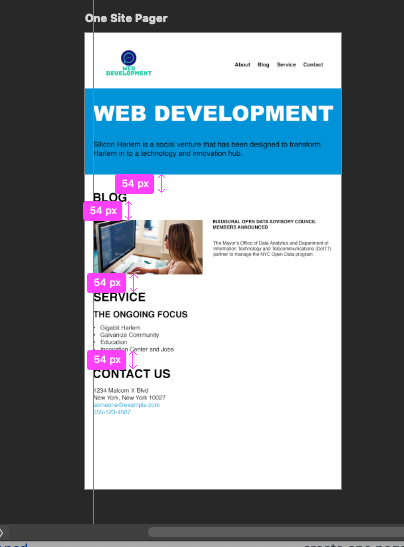 One Site Pager
WEB
DEVELOPMENT
About Blog Service Contact
WEB DEVELOPMENT
Silicon Harlem is a social venture that has been designed to transform
Harlem in to a technology and innovation hub.
54 px
BLOG
54 px
INAUGURAL OPEN DATA ADVISORY COUNCIL
MEMBERS ANNOUNCED
The Mayor's Office of Data Analytics and Department of
Information Technology and Telecommunications (DoITT)
partner to manage the NYC Open Data program.
54 px
SERVICE
THE ONGOING FOCUS
• Gigabit Harlem
• Galvanize Community
• Education
Innovation Center and Jobs
54 px
CONTACT US
1234 Malcom X Blvd
New York, New York 10027
someone@example.com
555-123-4567